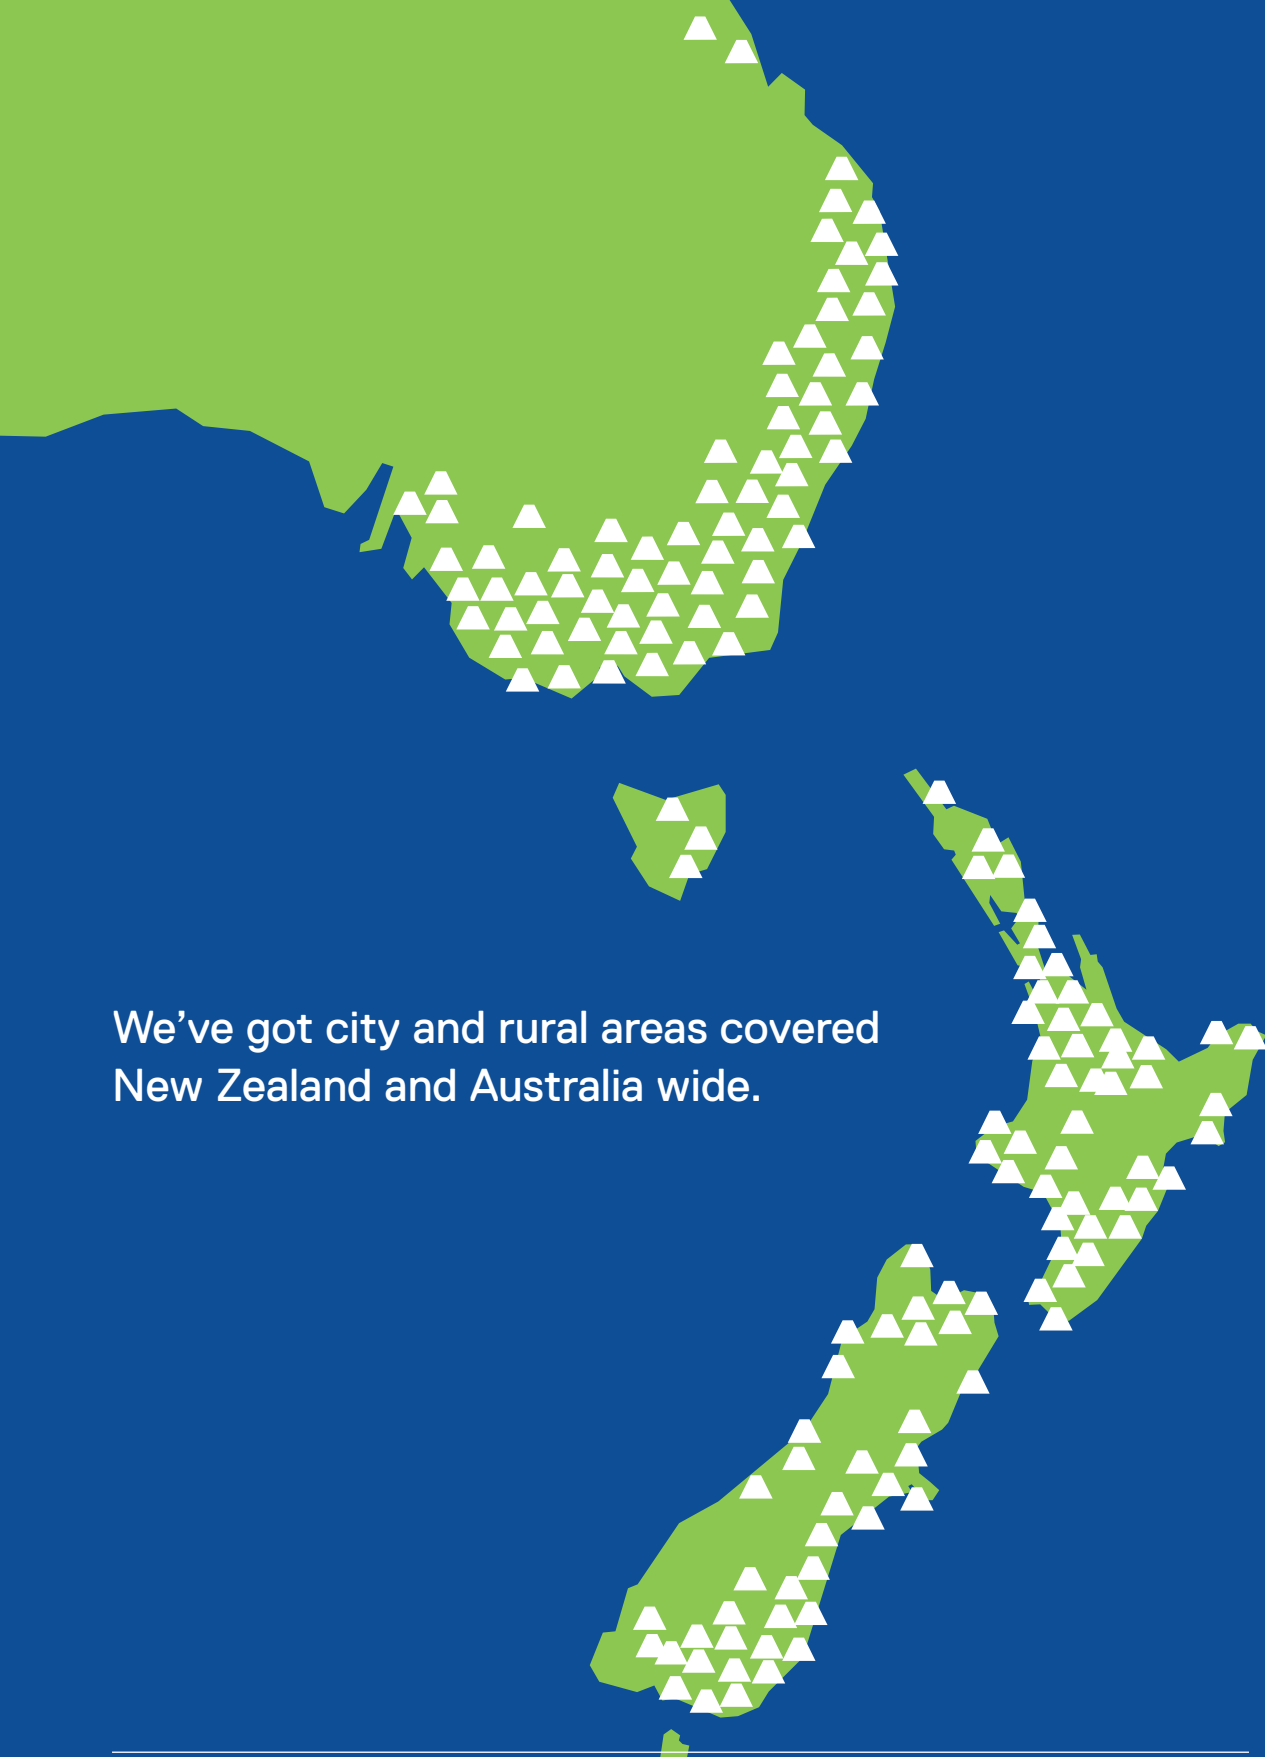 We’ve got city and rural areas covered
New Zealand and Australia wide.